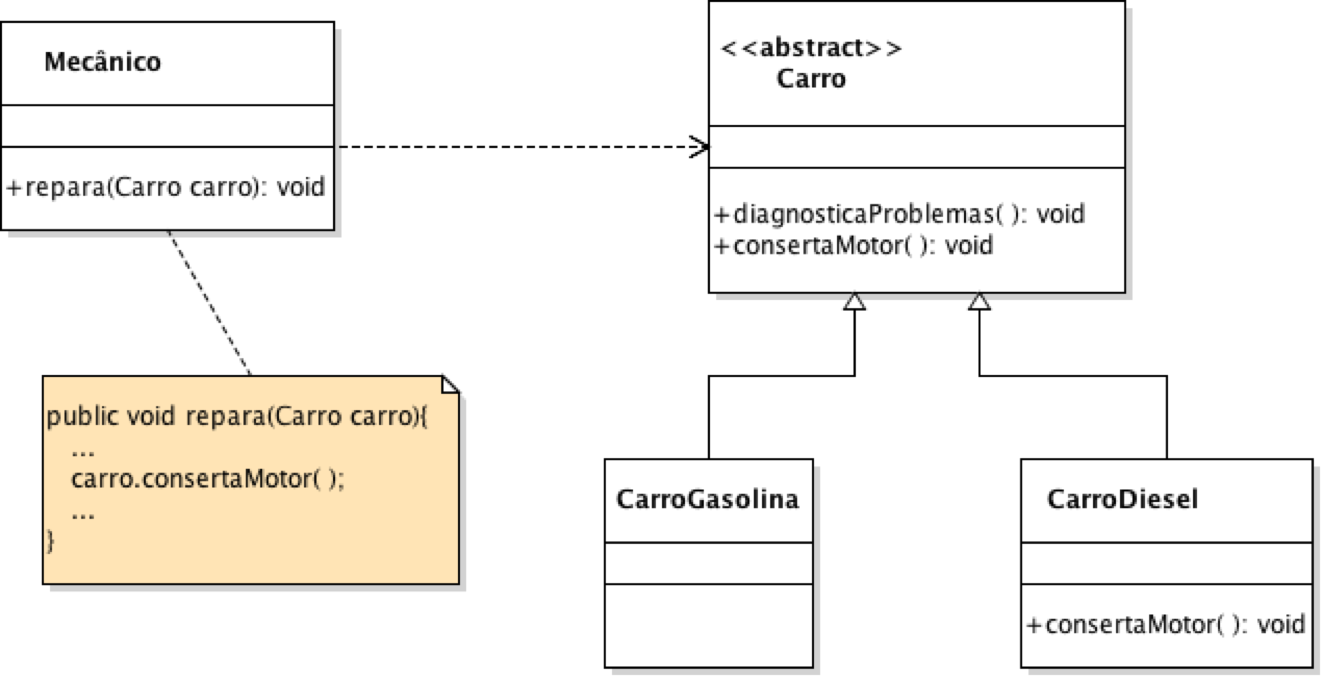 Mecânico
+repara(Carro carro): void
<<abstract>>
Carro
+diagnosticaProblemas( ): void
+consertaMotor( ): void
public void repara(Carro carro){
...
carro.consertaMotor( );
...
}
CarroGasolina
CarroDiesel
+consertaMotor( ): void